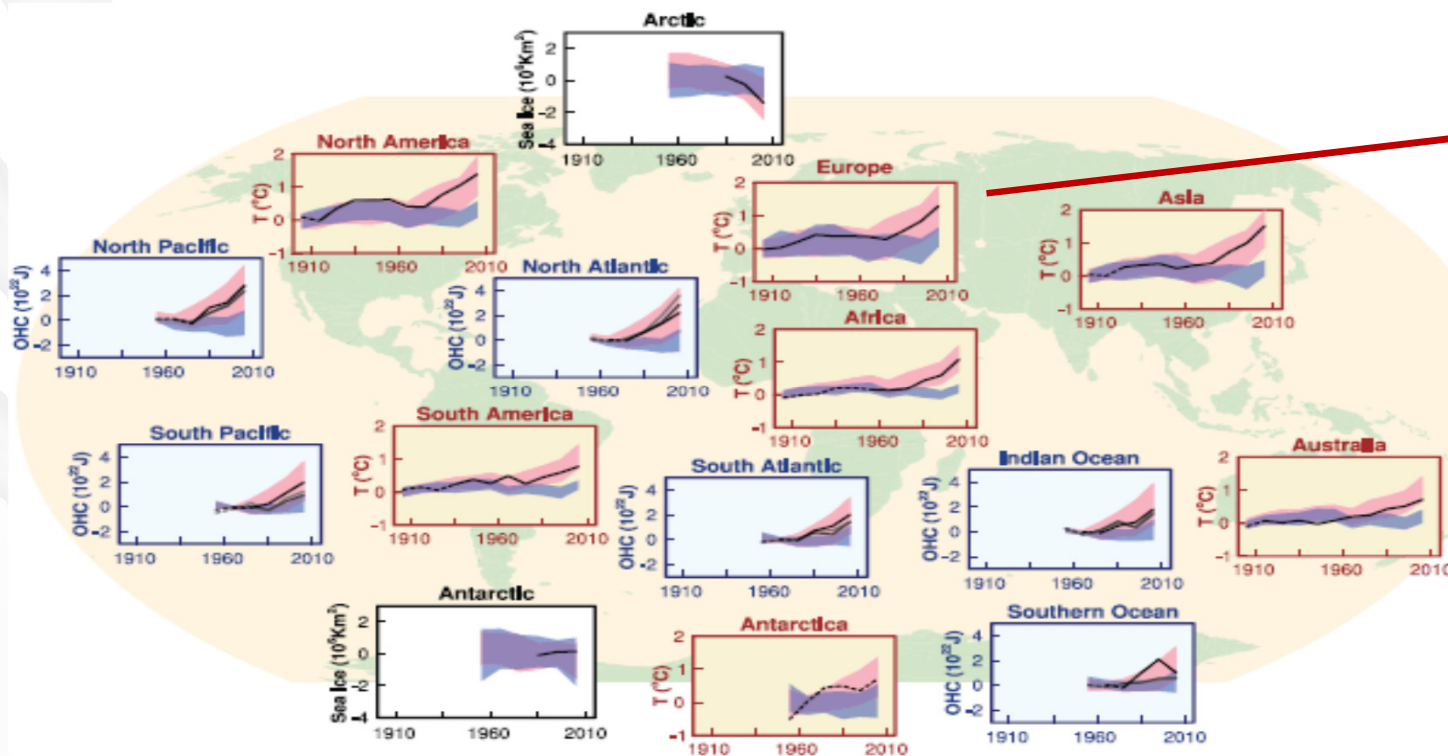 Arctic
Sea Ice (10⁶Km²)
2
0
−2
−4
1910 1960 2010
North America
T (°C)
2
1
0
−1
1910 1960 2010
Europe
T (°C)
2
1
0
−1
1910 1960 2010
Asia
T (°C)
2
1
0
−1
1910 1960 2010
North Pacific
OHC (10²²J)
4
2
0
−2
1910 1960 2010
North Atlantic
OHC (10²²J)
4
2
0
−2
1910 1960 2010
Africa
T (°C)
2
1
0
−1
1910 1960 2010
South Pacific
OHC (10²²J)
4
2
0
−2
1910 1960 2010
South America
T (°C)
2
1
0
−1
1910 1960 2010
South Atlantic
OHC (10²²J)
4
2
0
−2
1910 1960 2010
Indian Ocean
OHC (10²²J)
4
2
0
−2
1910 1960 2010
Australia
T (°C)
2
1
0
−1
1910 1960 2010
Antarctic
Sea Ice (10⁶Km²)
2
0
−2
−4
1910 1960 2010
Antarctica
T (°C)
2
1
0
−1
1910 1960 2010
Southern Ocean
OHC (10²²J)
4
2
0
−2
1910 1960 2010